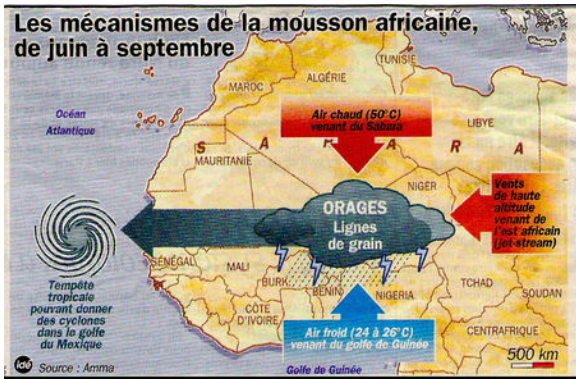 Les mécanismes de la mousson africaine,
de juin à septembre
TUNISIE
MAROC
ALGÉRIE
Océan
Atlantique
Air chaud (50°C)
venant du Sahara
LIBYE
S A H A R A
MAURITANIE
NIGER
ORAGES
Lignes
de grain
Vents
de haute
altitude
venant de
l'est africain
(jet-stream)
SÉNÉGAL
MALI
BURK
BÉNIN
NIGERIA
TCHAD
SOUDAN
Tempête
tropicale
pouvant donner
des cyclones
dans le golfe
du Mexique
CÔTE
D'IVOIRE
Air froid (24 à 26°C)
venant du golfe de Guinée
CENTRAFRIQUE
500 km
idé
Source : Amma
Golfe de Guinée